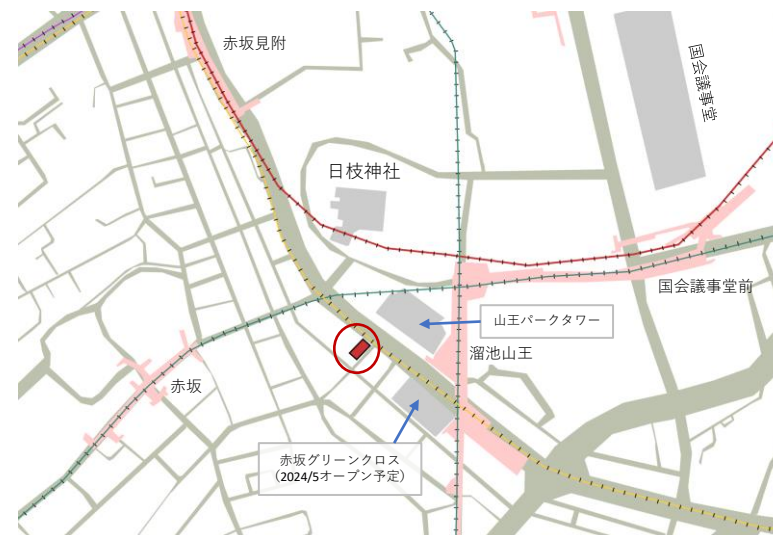 赤坂見附
国会議事堂
日枝神社
国会議事堂前
山王パークタワー
溜池山王
赤坂
赤坂グリーンクロス
（2024/5オープン予定）